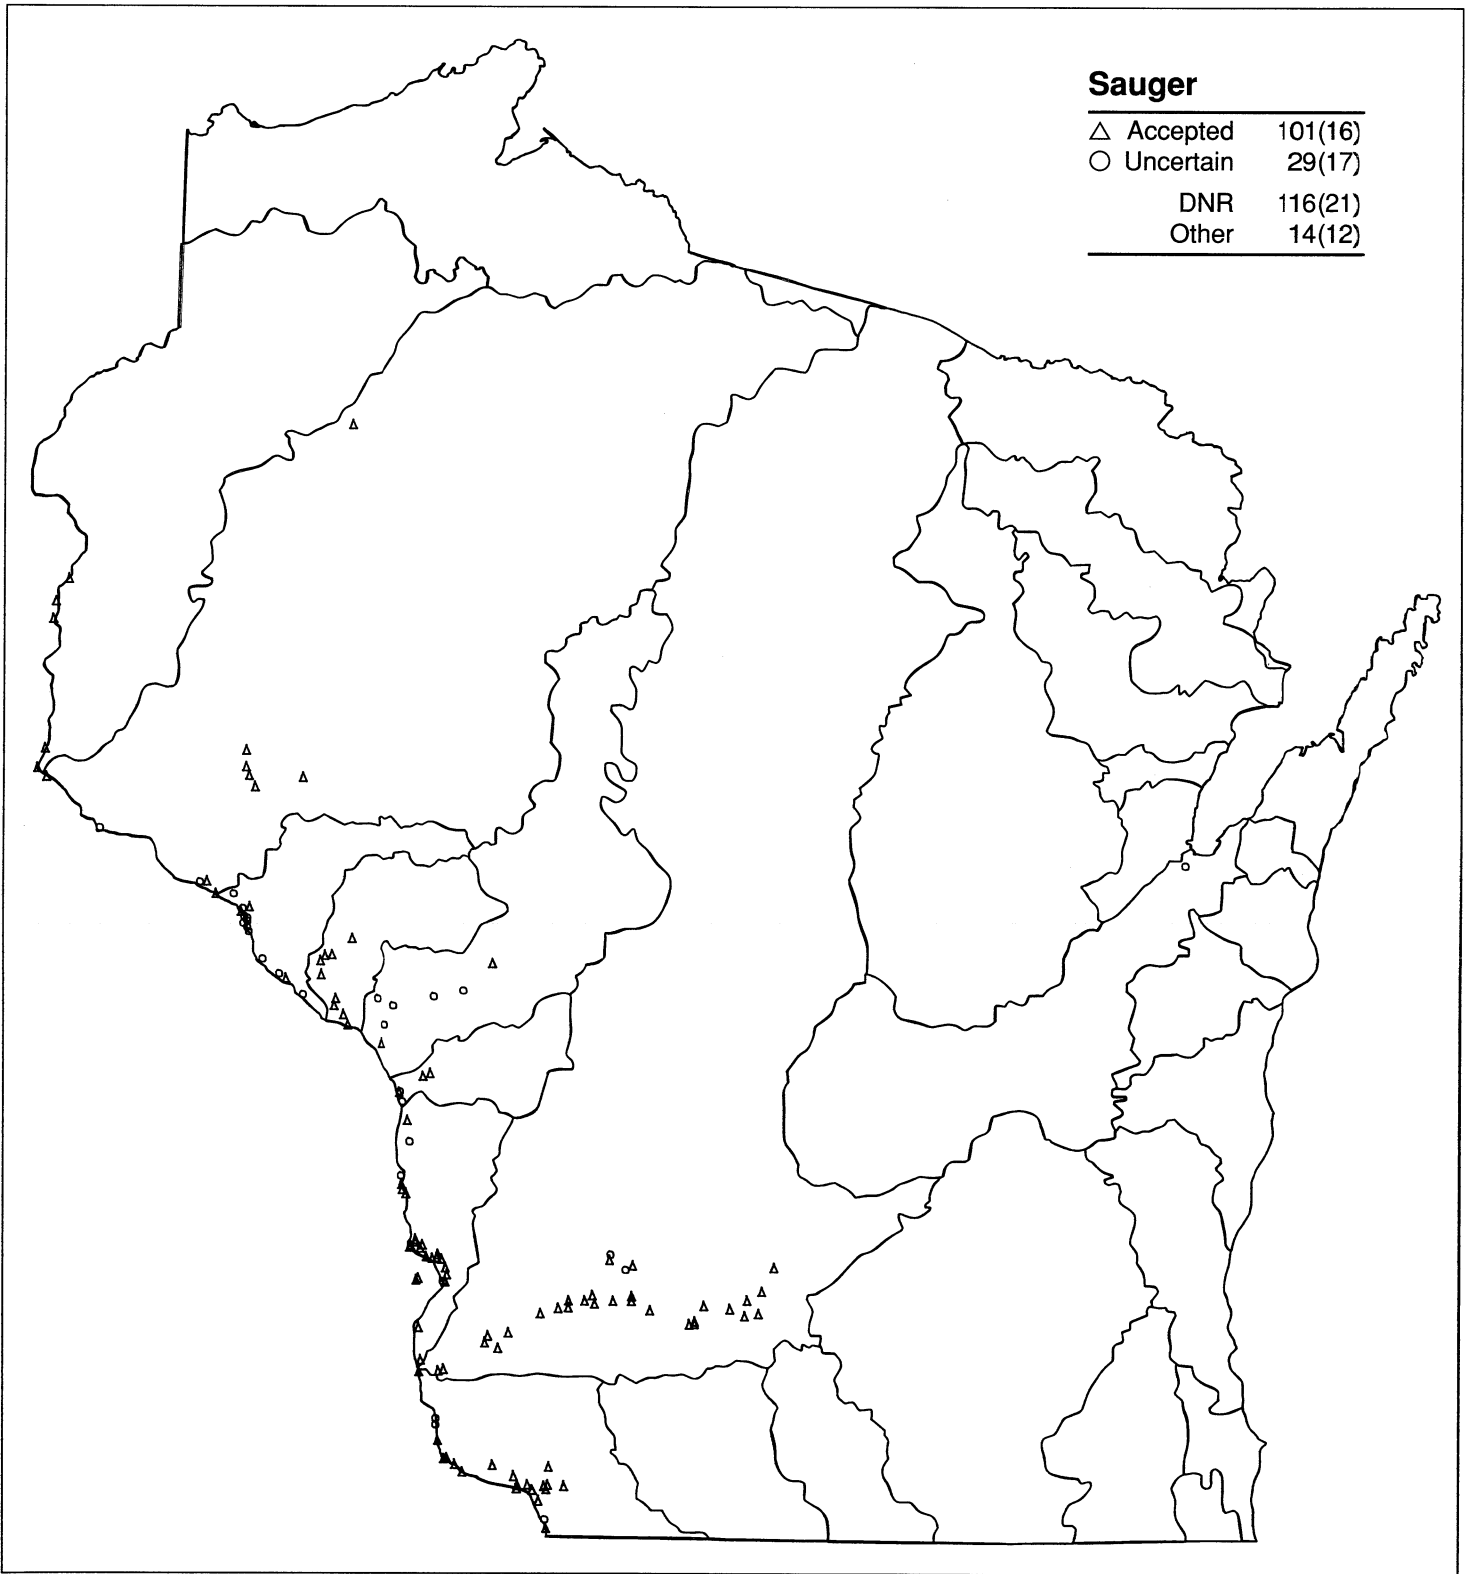 Sauger
△ Accepted 101(16)
○ Uncertain 29(17)
DNR 116(21)
Other 14(12)